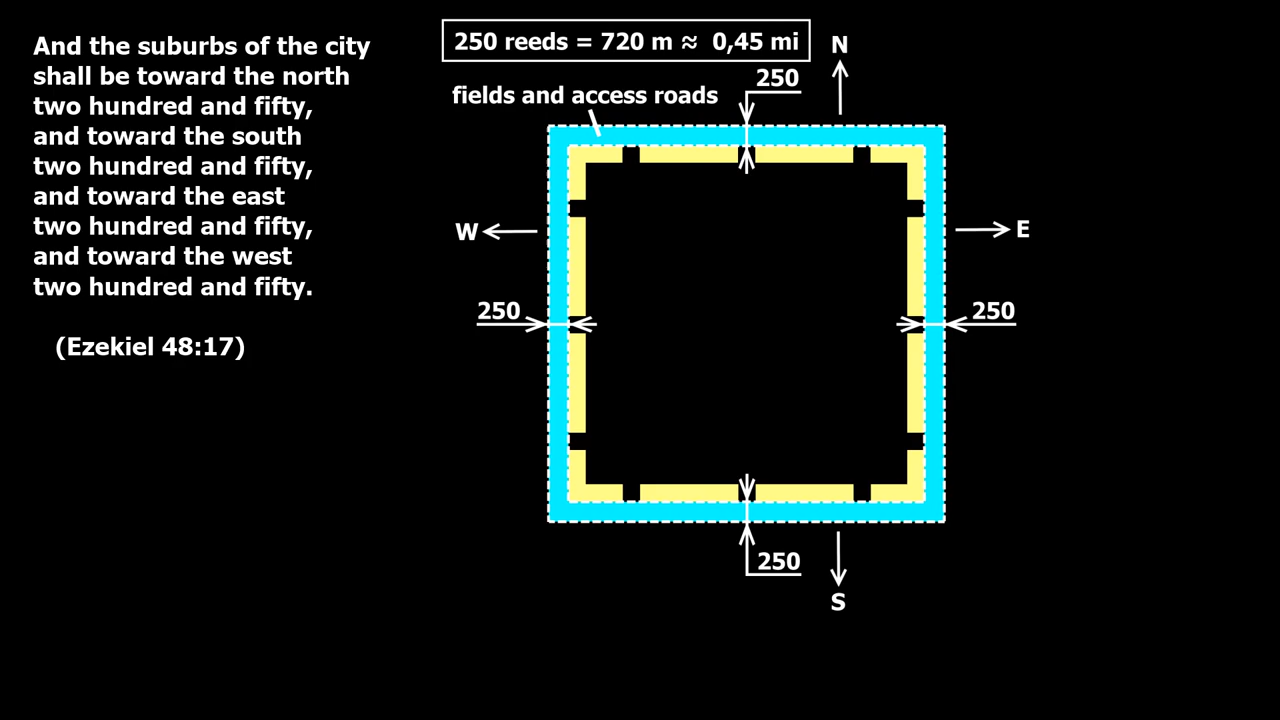 And the suburbs of the city
shall be toward the north
two hundred and fifty,
and toward the south
two hundred and fifty,
and toward the east
two hundred and fifty,
and toward the west
two hundred and fifty.
(Ezekiel 48:17)
250 reeds = 720 m ≈ 0,45 mi
N
250
fields and access roads
W
E
250
250
250
S